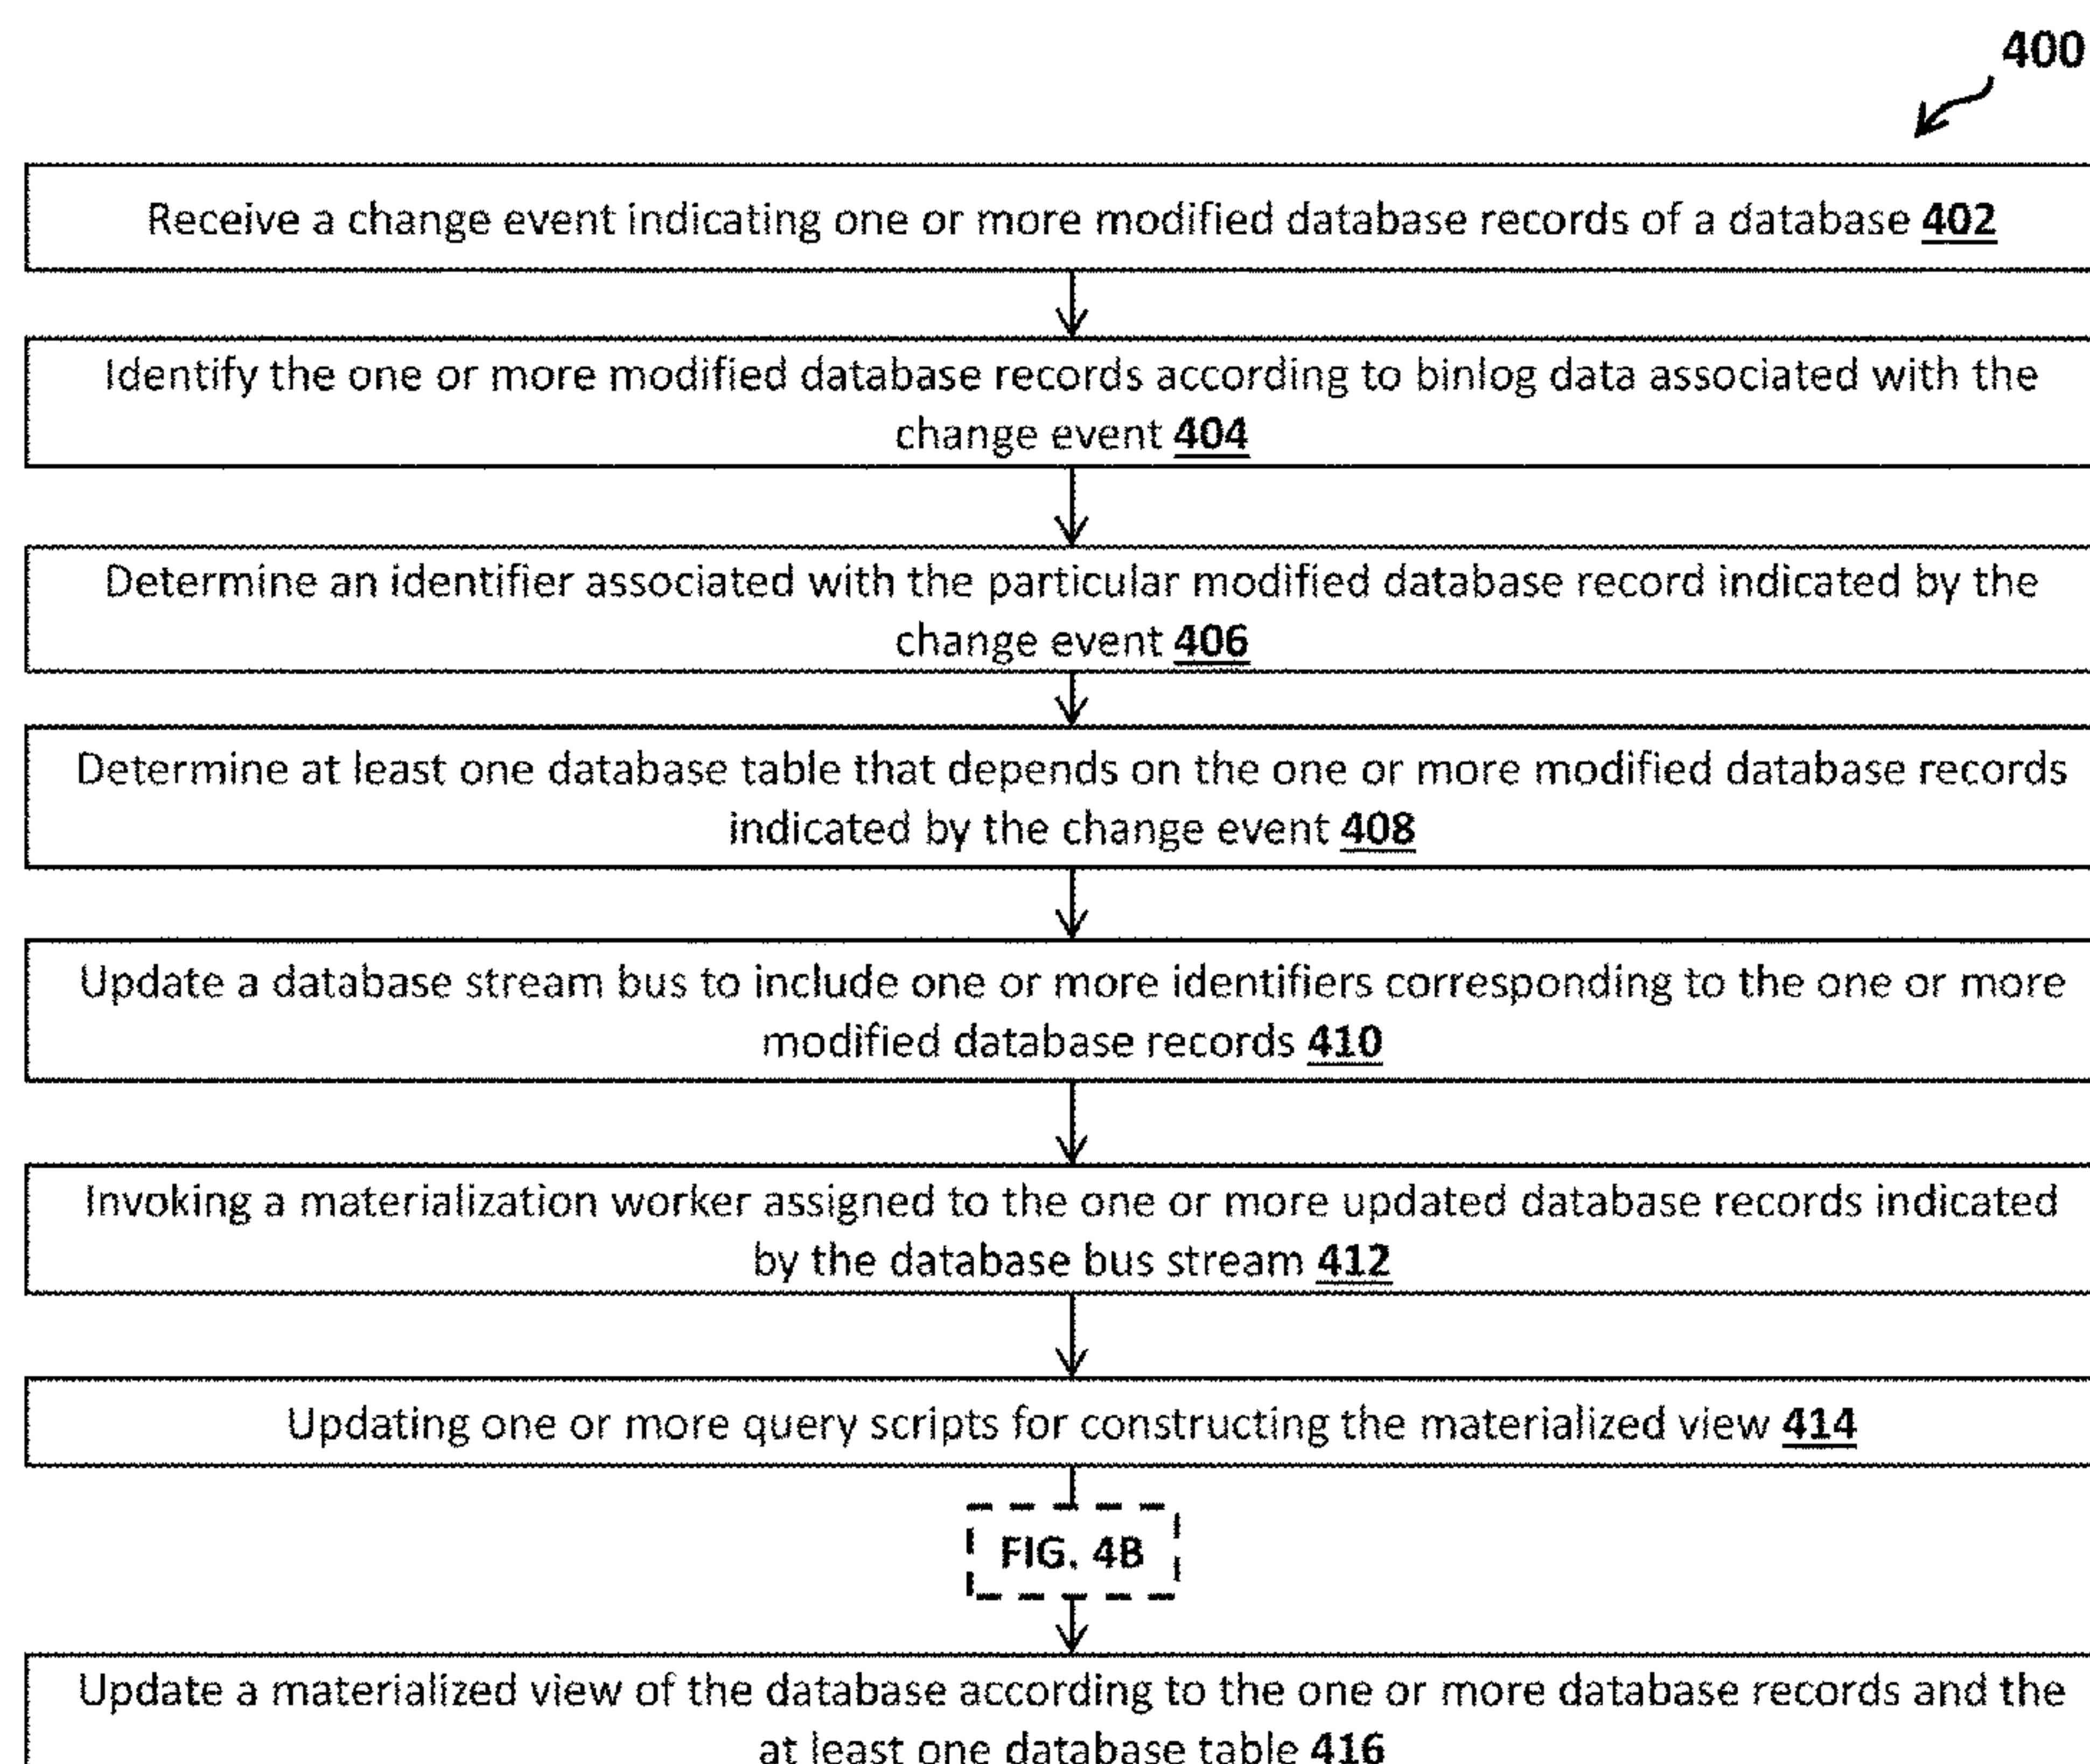 400
Receive a change event indicating one or more modified database records of a database 402
Identify the one or more modified database records according to binlog data associated with the
change event 404
Determine an identifier associated with the particular modified database record indicated by the
change event 406
Determine at least one database table that depends on the one or more modified database records
indicated by the change event 408
Update a database stream bus to include one or more identifiers corresponding to the one or more
modified database records 410
Invoking a materialization worker assigned to the one or more updated database records indicated
by the database bus stream 412
Updating one or more query scripts for constructing the materialized view 414
FIG. 4B
Update a materialized view of the database according to the one or more database records and the
at least one database table 416